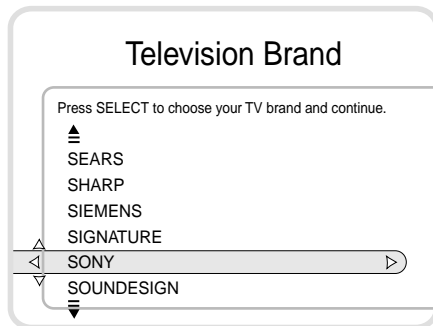 Television Brand
Press SELECT to choose your TV brand and continue.
SEARS
SHARP
SIEMENS
SIGNATURE
SONY
SOUNDESIGN